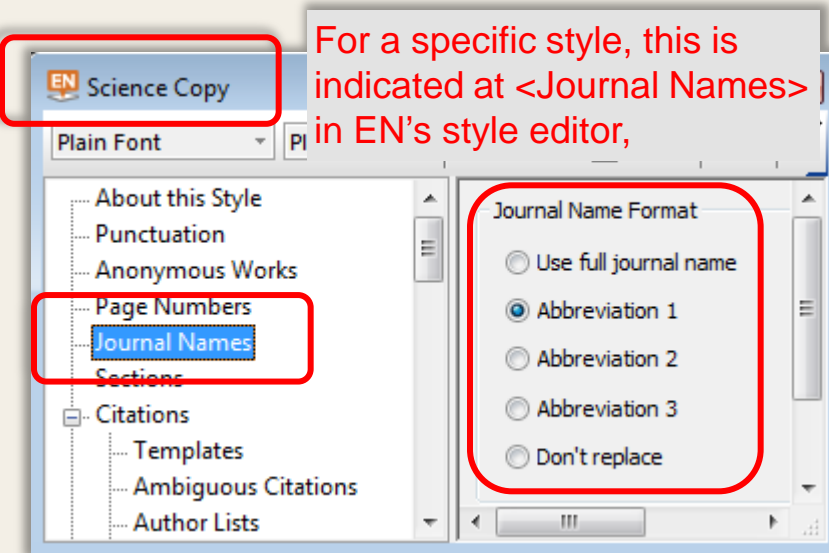 For a specific style, this is
indicated at <Journal Names>
in EN's style editor,
EN Science Copy
Plain Font
About this Style
Punctuation
Anonymous Works
Page Numbers
Journal Names
Sections
Citations
Templates
Ambiguous Citations
Author Lists
Journal Name Format
Use full journal name
Abbreviation 1
Abbreviation 2
Abbreviation 3
Don't replace